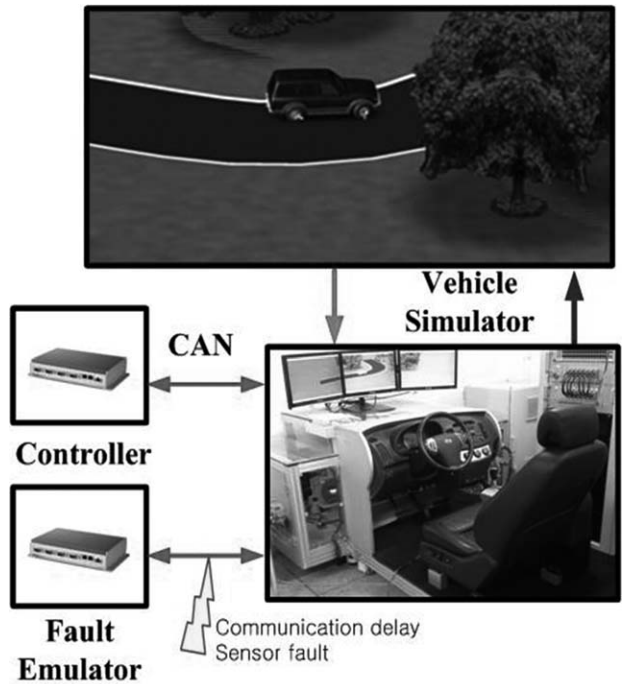 Vehicle
Simulator
CAN
Controller
Fault
Emulator
Communication delay
Sensor fault